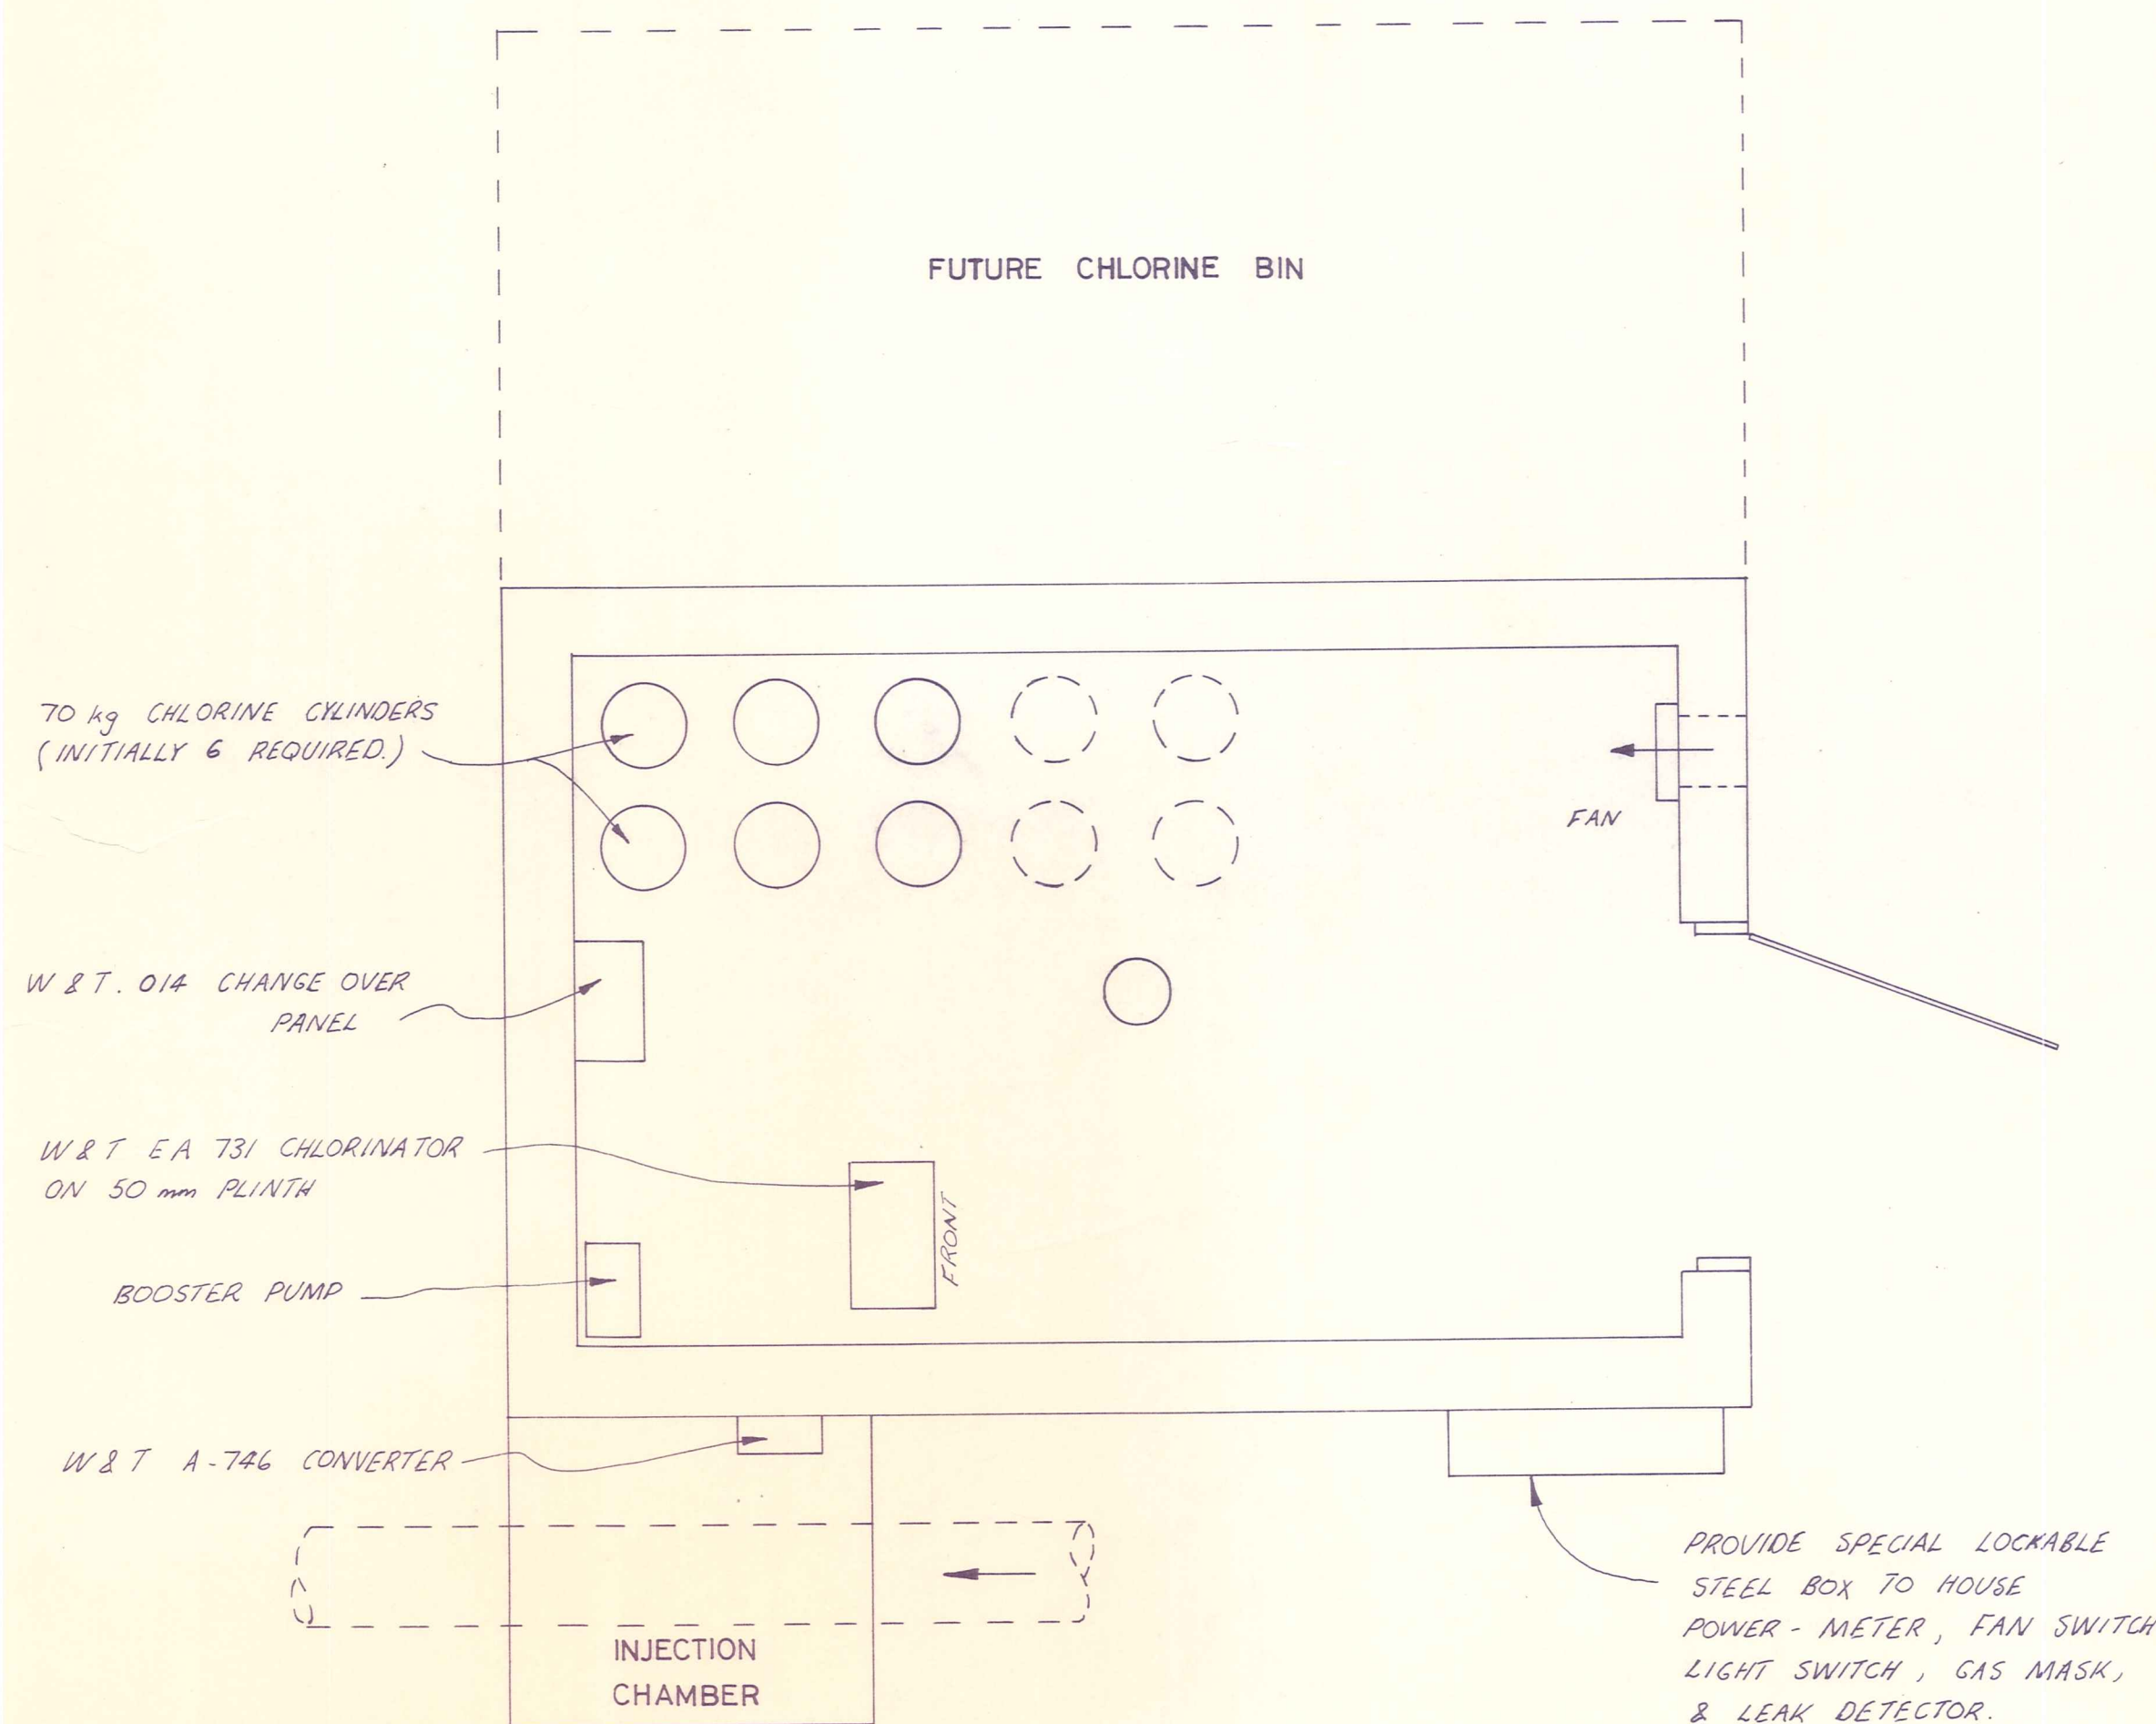 FUTURE CHLORINE BIN
70 kg CHLORINE CYLINDERS
(INITIALLY 6 REQUIRED.)
FAN
W & T. 014 CHANGE OVER
PANEL
W & T EA 731 CHLORINATOR
ON 50 mm PLINTH
FRONT
BOOSTER PUMP
W & T A-746 CONVERTER
INJECTION
CHAMBER
PROVIDE SPECIAL LOCKABLE
STEEL BOX TO HOUSE
POWER - METER, FAN SWITCH
LIGHT SWITCH, GAS MASK,
& LEAK DETECTOR.